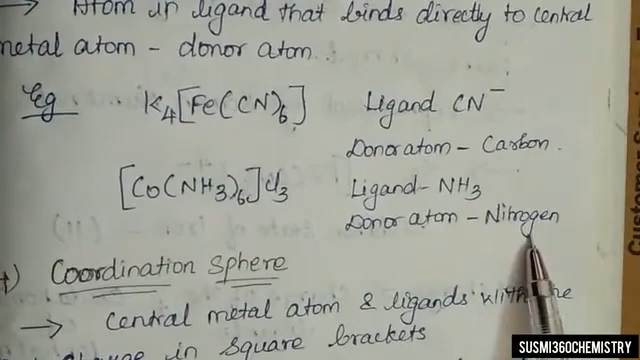 → Atom in ligand that binds directly to central
metal atom - donor atom.
Eg K₄[Fe(CN)₆] Ligand CN⁻
Donor atom - Carbon.
[Co(NH₃)₆]Cl₃ Ligand - NH₃
Donor atom - Nitrogen
Coordination Sphere
→ Central metal atom & ligands with the
in square brackets
SUSMI360CHEMISTRY